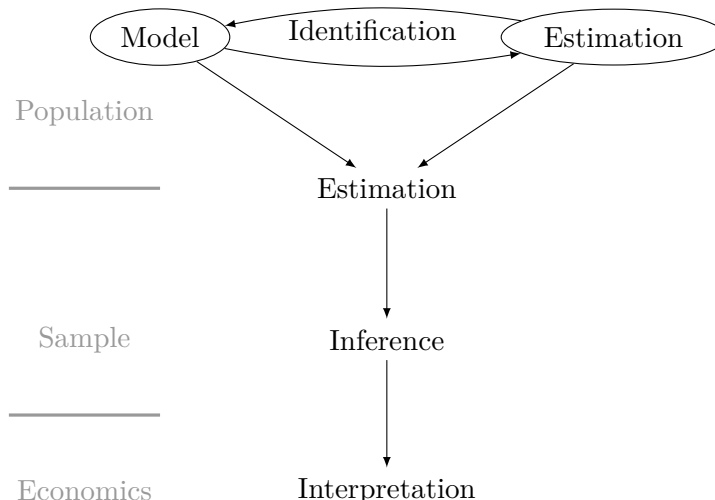 Model
Identification
Estimation
Population
Estimation
Sample
Inference
Economics
Interpretation